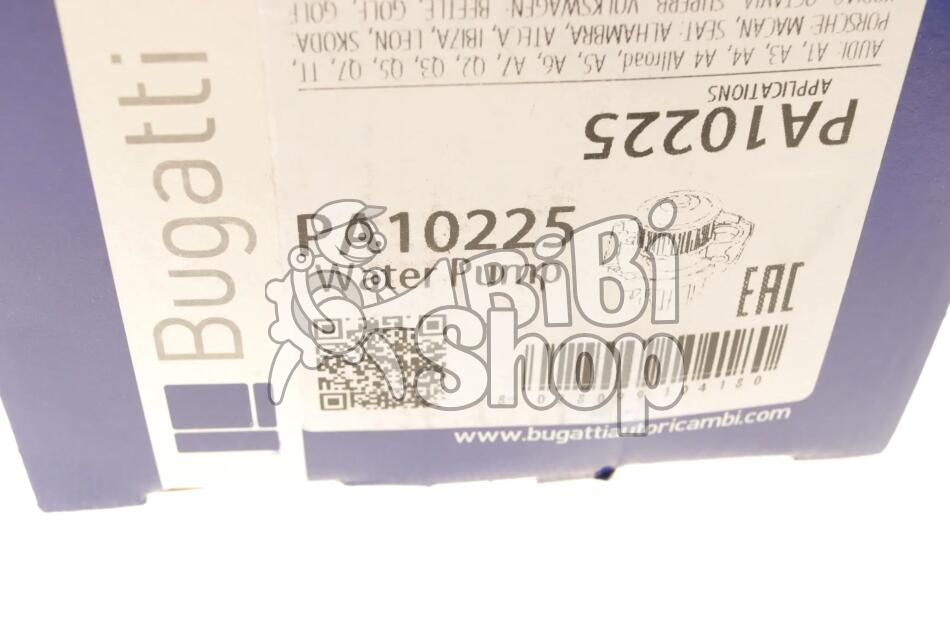 KODIAQ, OCTAVIA, SUPERB, VOLKSWAGEN: BEETLE, GOLF, GOLF
PORSCHE: MACAN, SEAT: ALHAMBRA, ATECA, IBIZA, LEON, SKODA:
AUDI: A1, A3, A4, A4 Allroad, A5, A6, A7, Q2, Q3, Q5, Q7, TT,
APPLICATIONS
PA10225
Bugatti
PA10225
Water Pump
EAC
BiBi
Shop
www.bugattiautoricambi.com